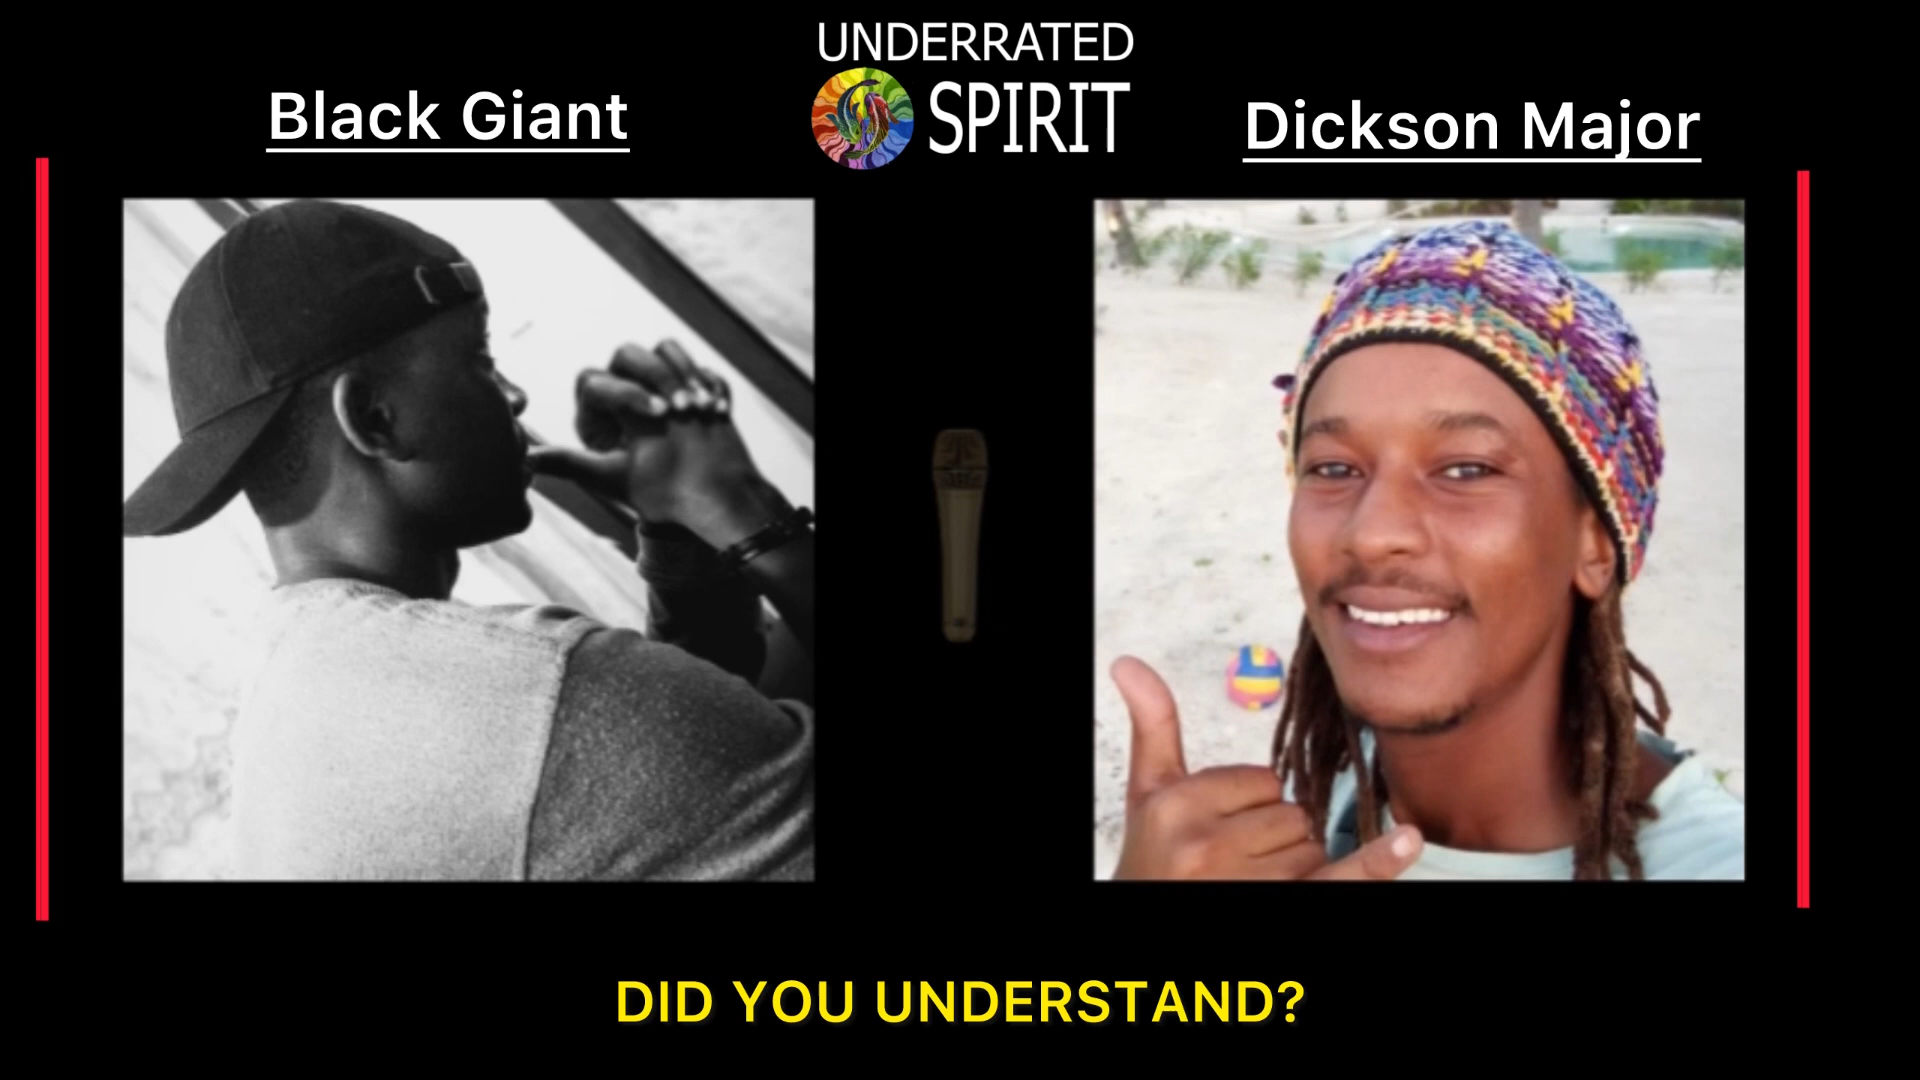 UNDERRATED
SPIRIT
Black Giant
Dickson Major
DID YOU UNDERSTAND?